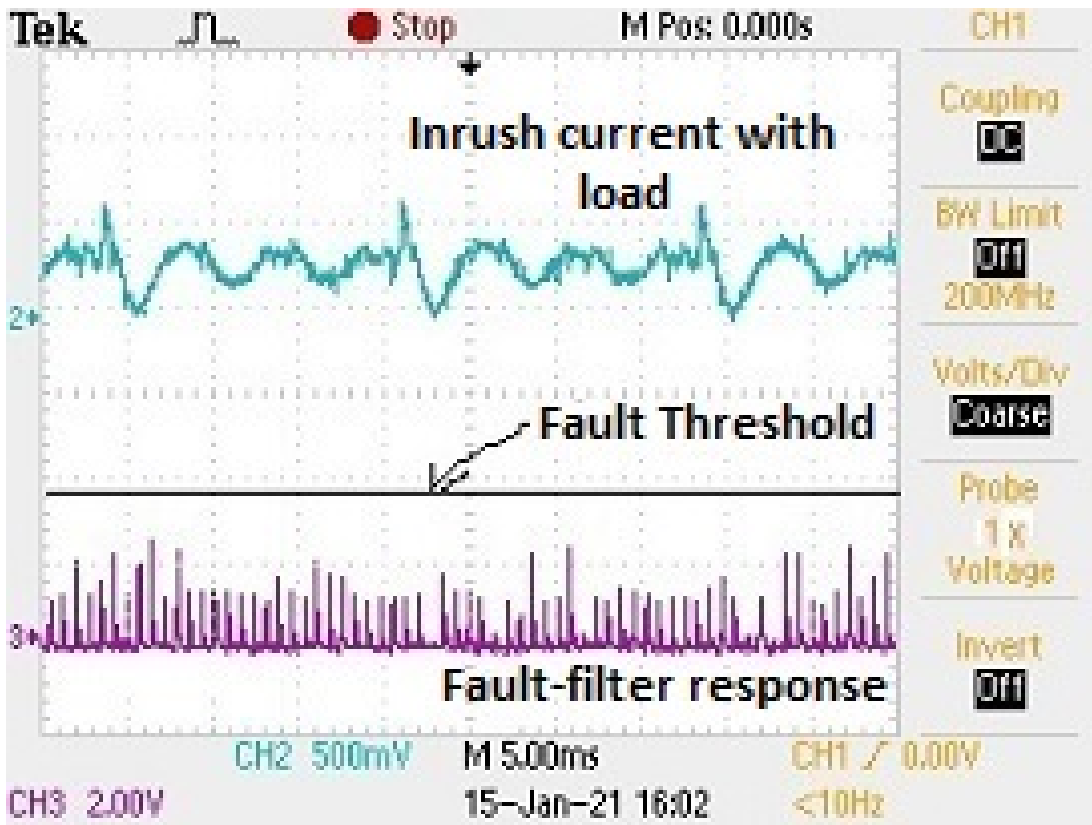 Tek Stop M Pos: 0.000s CH1
Coupling
DC
BW Limit
Off
200MHz
Volts/Div
Coarse
Probe
1X
Voltage
Invert
Off
Inrush current with
load
2
Fault Threshold
3
Fault-filter response
CH2 500mV M 5.00ms CH1 / 0.00V
CH3 2.00V 15-Jan-21 16:02 <10Hz